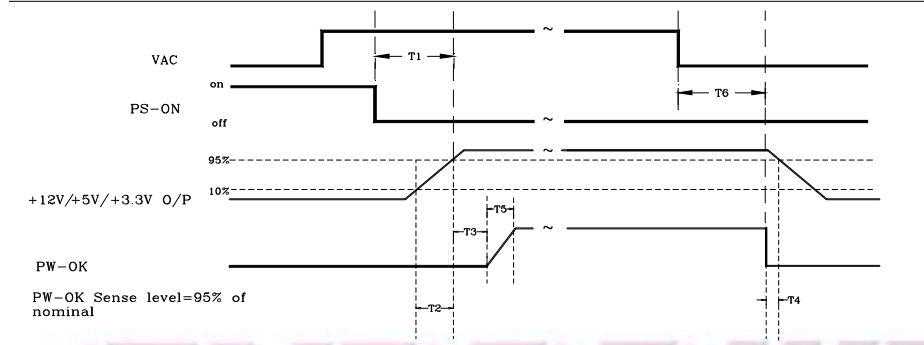 ~
VAC
T1
on
T6
PS-ON
off
~
95%
~
10%
+12V/+5V/+3.3V O/P
T5
T3
~
PW-OK
PW-OK Sense level=95% of
nominal
T2
T4